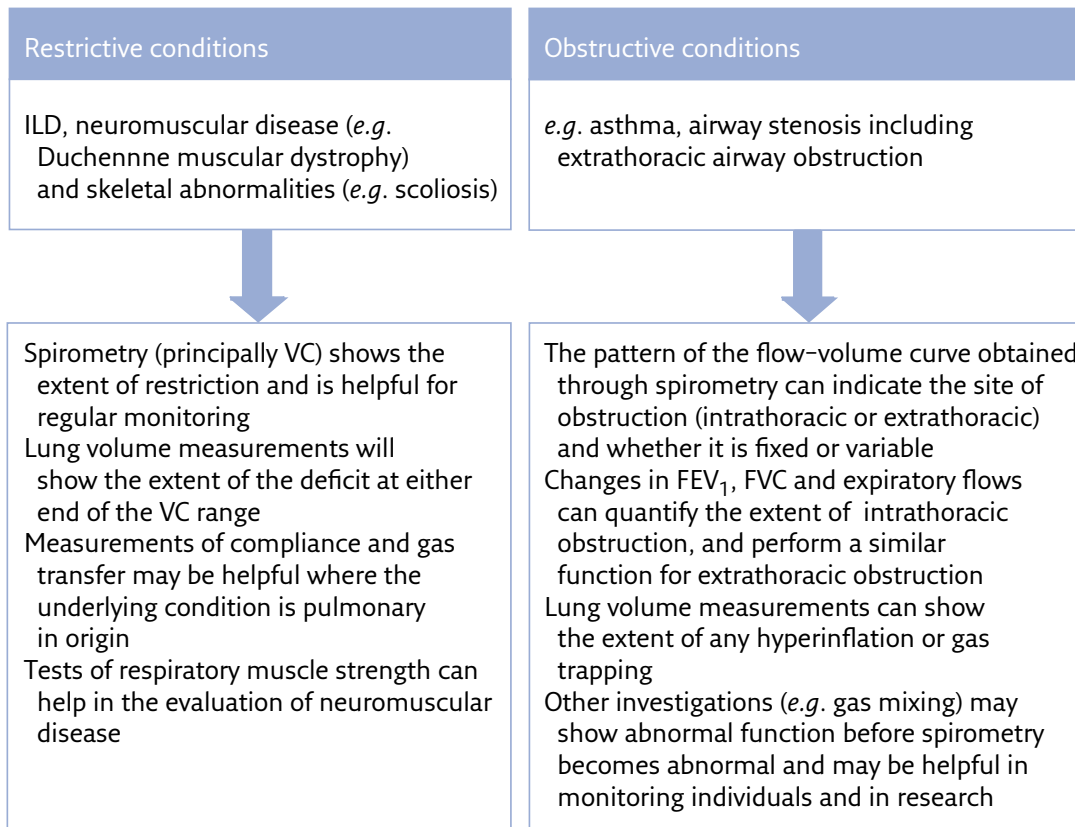 Restrictive conditions
ILD, neuromuscular disease (e.g.
Duchennne muscular dystrophy)
and skeletal abnormalities (e.g. scoliosis)
Spirometry (principally VC) shows the
extent of restriction and is helpful for
regular monitoring
Lung volume measurements will
show the extent of the deficit at either
end of the VC range
Measurements of compliance and gas
transfer may be helpful where the
underlying condition is pulmonary
in origin
Tests of respiratory muscle strength can
help in the evaluation of neuromuscular
disease
Obstructive conditions
e.g. asthma, airway stenosis including
extrathoracic airway obstruction
The pattern of the flow–volume curve obtained
through spirometry can indicate the site of
obstruction (intrathoracic or extrathoracic)
and whether it is fixed or variable
Changes in FEV₁, FVC and expiratory flows
can quantify the extent of intrathoracic
obstruction, and perform a similar
function for extrathoracic obstruction
Lung volume measurements can show
the extent of any hyperinflation or gas
trapping
Other investigations (e.g. gas mixing) may
show abnormal function before spirometry
becomes abnormal and may be helpful in
monitoring individuals and in research